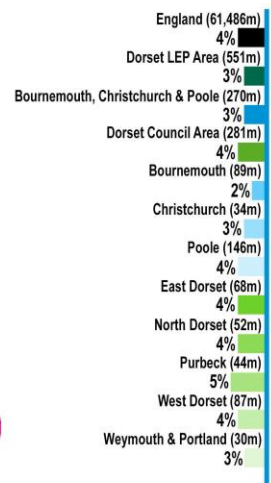 England (61,486m)
4%
Dorset LEP Area (551m)
3%
Bournemouth, Christchurch & Poole (270m)
3%
Dorset Council Area (281m)
4%
Bournemouth (89m)
2%
Christchurch (34m)
3%
Poole (146m)
4%
East Dorset (68m)
4%
North Dorset (52m)
4%
Purbeck (44m)
5%
West Dorset (87m)
4%
Weymouth & Portland (30m)
3%